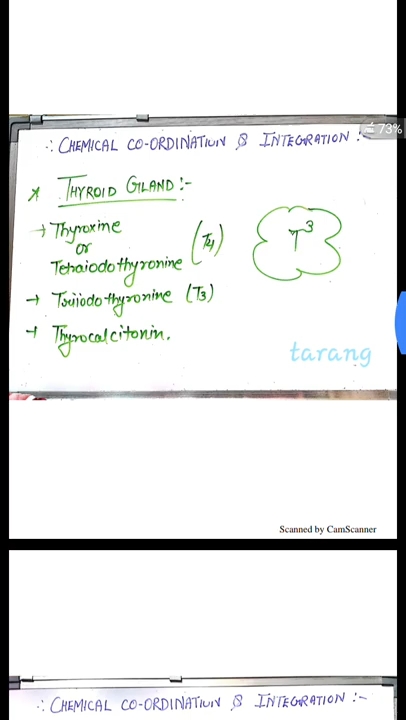 73%
∴ CHEMICAL CO-ORDINATION & INTEGRATION :-
* THYROID GLAND :-
→ Thyroxine
or
Tetraiodothyronine
(T4)
T³
→ Triiodothyronine (T3)
→ Thyrocalcitonin.
tarang
Scanned by CamScanner
∴ CHEMICAL CO-ORDINATION & INTEGRATION :-